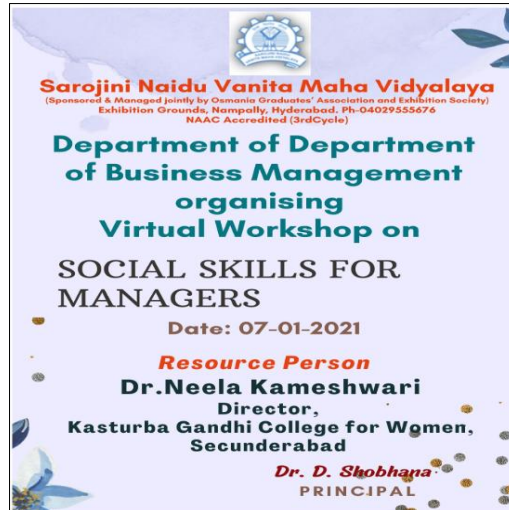 Sarojini Naidu Vanita Maha Vidyalaya
(Sponsored & Managed jointly by Osmania Graduates' Association and Exhibition Society)
Exhibition Grounds, Nampally, Hyderabad. Ph-04029555676
NAAC Accredited (3rdCycle)
Department of Department
of Business Management
organising
Virtual Workshop on
SOCIAL SKILLS FOR
MANAGERS
Date: 07-01-2021
Resource Person
Dr.Neela Kameshwari
Director,
Kasturba Gandhi College for Women,
Secunderabad
Dr. D. Shobhana
PRINCIPAL